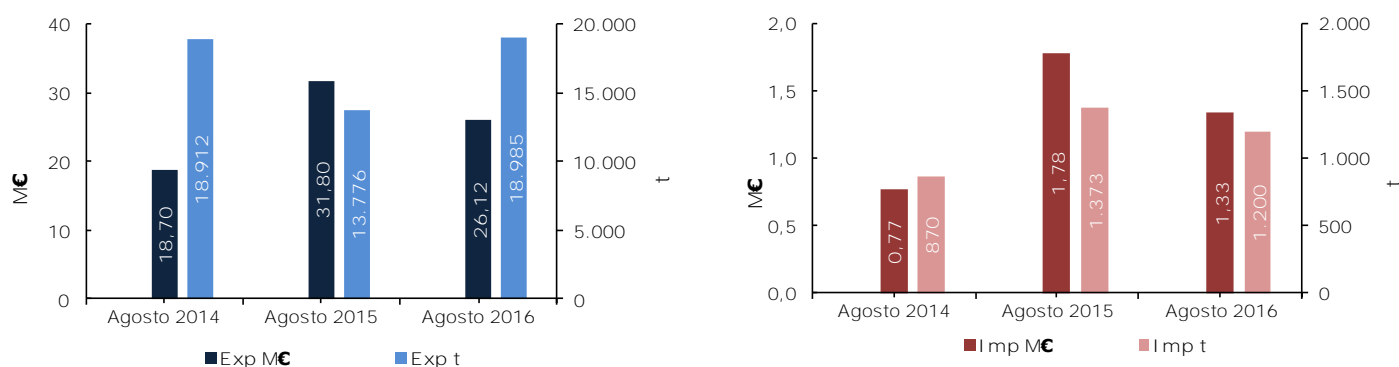 40
30
20
10
0
M€
20.000
15.000
10.000
5.000
0
t
18,70
18.912
31,80
13.776
26,12
18.985
Agosto 2014
Agosto 2015
Agosto 2016
Exp M€
Exp t
2,0
1,5
1,0
0,5
0,0
M€
2.000
1.500
1.000
500
0
t
0,77
870
1,78
1.373
1,33
1.200
Agosto 2014
Agosto 2015
Agosto 2016
Imp M€
Imp t